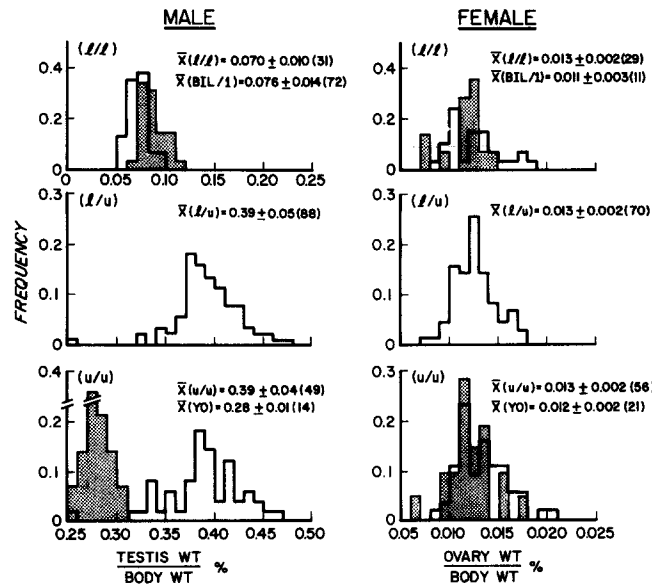 MALE
FEMALE
(ℓ/ℓ)
X̄(ℓ/ℓ)=0.070±0.010(31)
X̄(BIL/1)=0.076±0.014(72)
0.4
0.2
0
0
0.05
0.10
0.15
0.20
0.25
(ℓ/ℓ)
X̄(ℓ/ℓ)=0.013±0.002(29)
X̄(BIL/1)=0.011±0.003(11)
0.4
0.2
0
(ℓ/u)
X̄(ℓ/u)=0.39±0.05(88)
0.3
0.2
0.1
0
(ℓ/u)
X̄(ℓ/u)=0.013±0.002(70)
0.3
0.2
0.1
0
FREQUENCY
(u/u)
X̄(u/u)=0.39±0.04(49)
X̄(YO)=0.28±0.01(14)
0.4
0.2
0.1
0
0.25
0.30
0.35
0.40
0.45
0.50
TESTIS WT
BODY WT
%
(u/u)
X̄(u/u)=0.013±0.002(56)
X̄(YO)=0.012±0.002(21)
0.4
0.3
0.2
0.1
0
0.05
0.010
0.015
0.020
0.025
OVARY WT
BODY WT
%